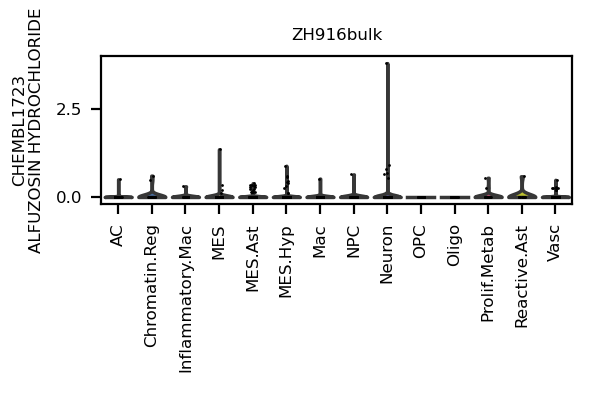 ZH916bulk
CHEMBL1723
ALFUZOSIN HYDROCHLORIDE
2.5
0.0
AC
Chromatin.Reg
Inflammatory.Mac
MES
MES.Ast
MES.Hyp
Mac
NPC
Neuron
OPC
Oligo
Prolif.Metab
Reactive.Ast
Vasc